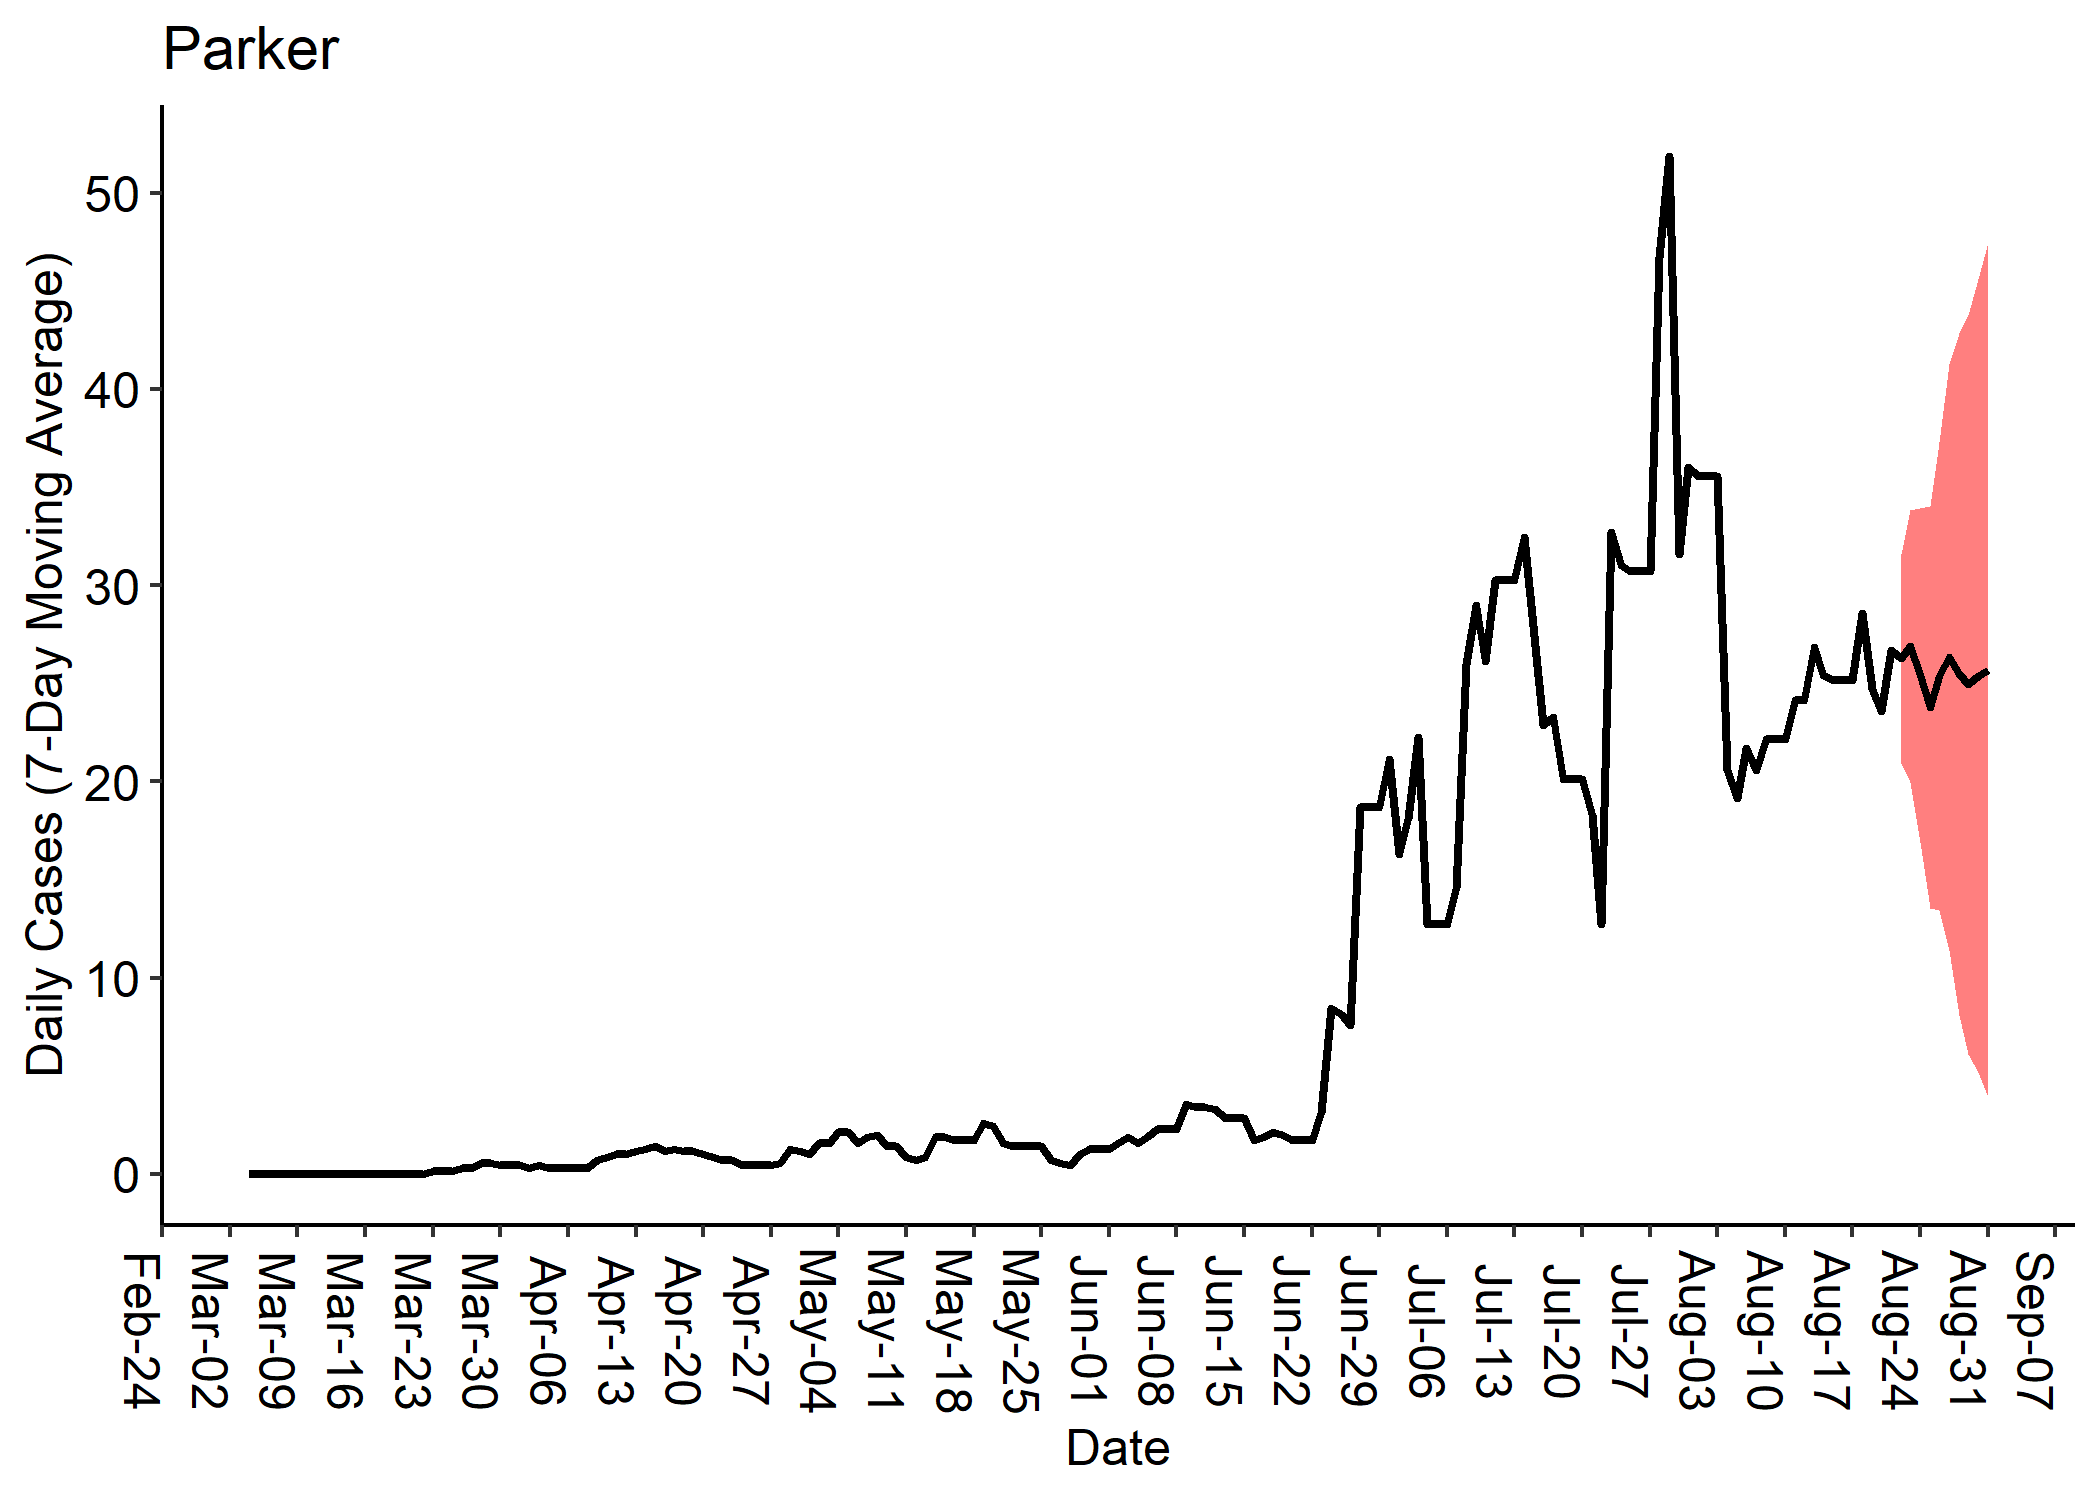 Parker
Daily Cases (7-Day Moving Average)
50
40
30
20
10
0
Feb-24
Mar-02
Mar-09
Mar-16
Mar-23
Mar-30
Apr-06
Apr-13
Apr-20
Apr-27
May-04
May-11
May-18
May-25
Jun-01
Jun-08
Jun-15
Jun-22
Jun-29
Jul-06
Jul-13
Jul-20
Jul-27
Aug-03
Aug-10
Aug-17
Aug-24
Aug-31
Sep-07
Date